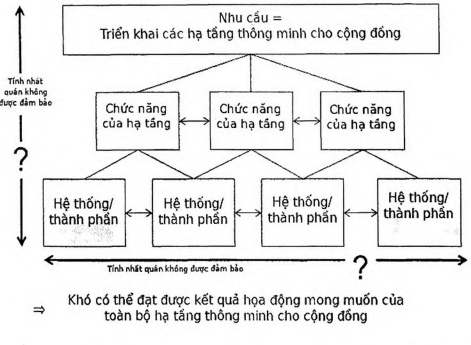 Nhu cầu =
Triển khai các hạ tầng thông minh cho cộng đồng
Tính nhất
quán không
được đảm bảo
?
Chức năng
của hạ tầng
Chức năng
của hạ tầng
Chức năng
của hạ tầng
Hệ thống/
thành phần
Hệ thống/
thành phần
Hệ thống/
thành phần
Hệ thống/
thành phần
Tính nhất quán không được đảm bảo
?
⇒ Khó có thể đạt được kết quả họa động mong muốn của
toàn bộ hạ tầng thông minh cho cộng đồng